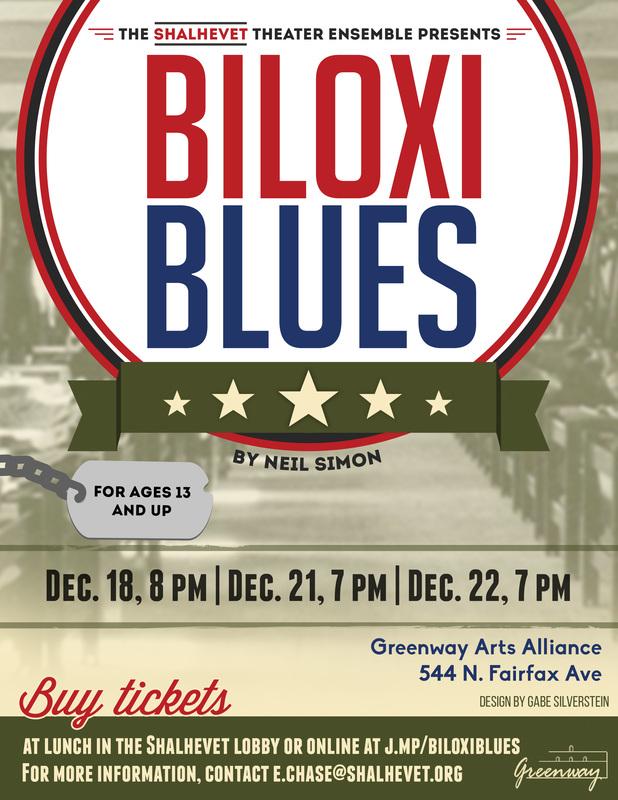 THE SHALHEVET THEATER ENSEMBLE PRESENTS
BILOXI
BLUES
BY NEIL SIMON
FOR AGES 13
AND UP
DEC. 18, 8 PM | DEC. 21, 7 PM | DEC. 22, 7 PM
Greenway Arts Alliance
544 N. Fairfax Ave
DESIGN BY GABE SILVERSTEIN
Buy tickets
AT LUNCH IN THE SHALHEVET LOBBY OR ONLINE AT J.MP/BILOXIBLUES
FOR MORE INFORMATION, CONTACT E.CHASE@SHALHEVET.ORG
Greenway